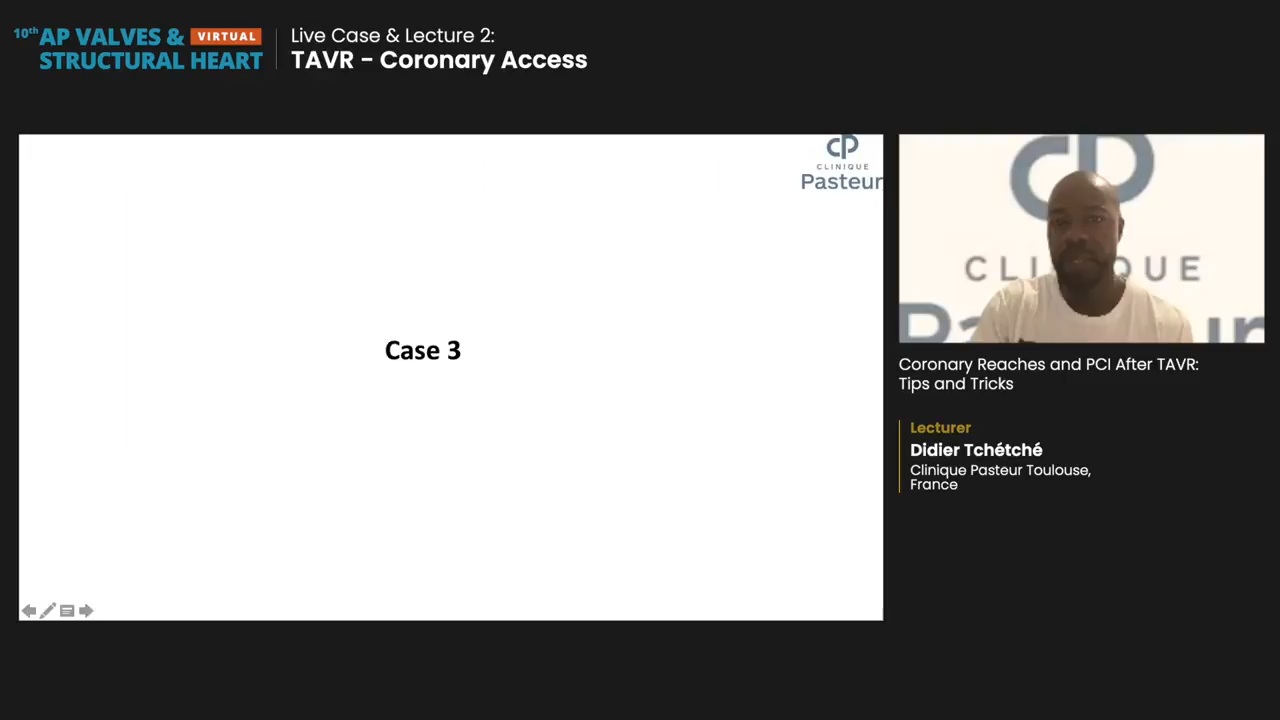 10th AP VALVES & VIRTUAL
STRUCTURAL HEART
Live Case & Lecture 2:
TAVR - Coronary Access
CP
CLINIQUE
Pasteur
Case 3
CLINIQUE
Coronary Reaches and PCI After TAVR:
Tips and Tricks
Lecturer
Didier Tchétché
Clinique Pasteur Toulouse,
France